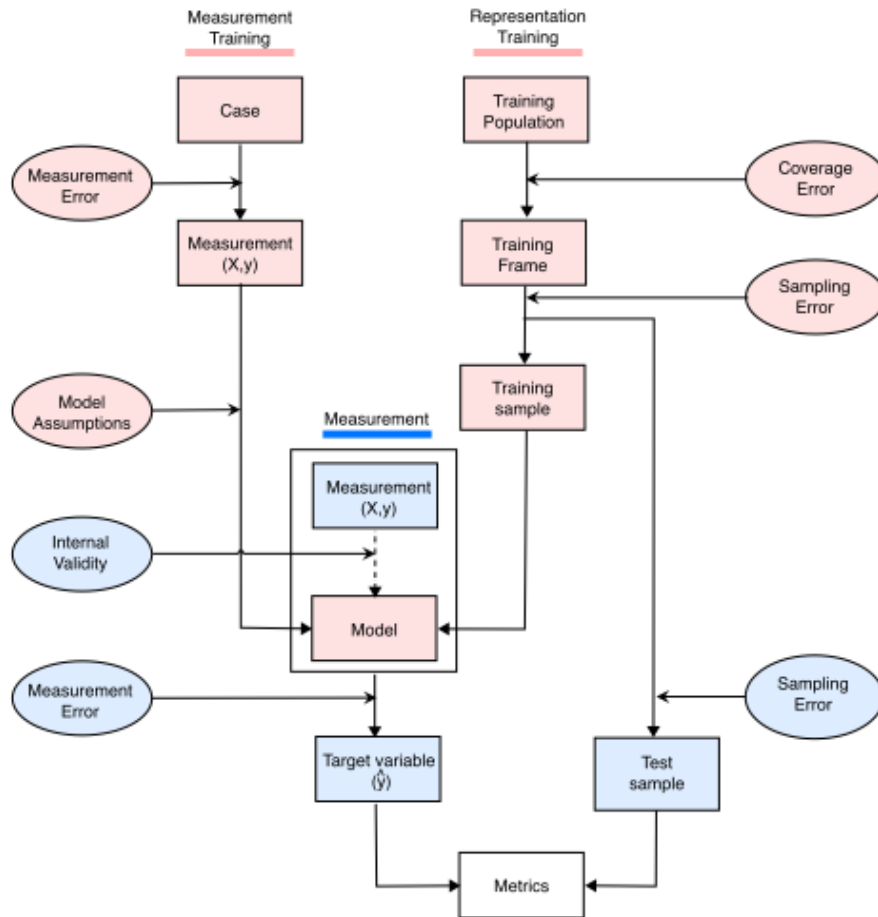 Measurement
Training
Representation
Training
Case
Training
Population
Measurement
Error
Coverage
Error
Measurement
(X,y)
Training
Frame
Sampling
Error
Training
sample
Model
Assumptions
Measurement
Measurement
(X,y)
Internal
Validity
Model
Measurement
Error
Sampling
Error
Target variable
(ŷ)
Test
sample
Metrics